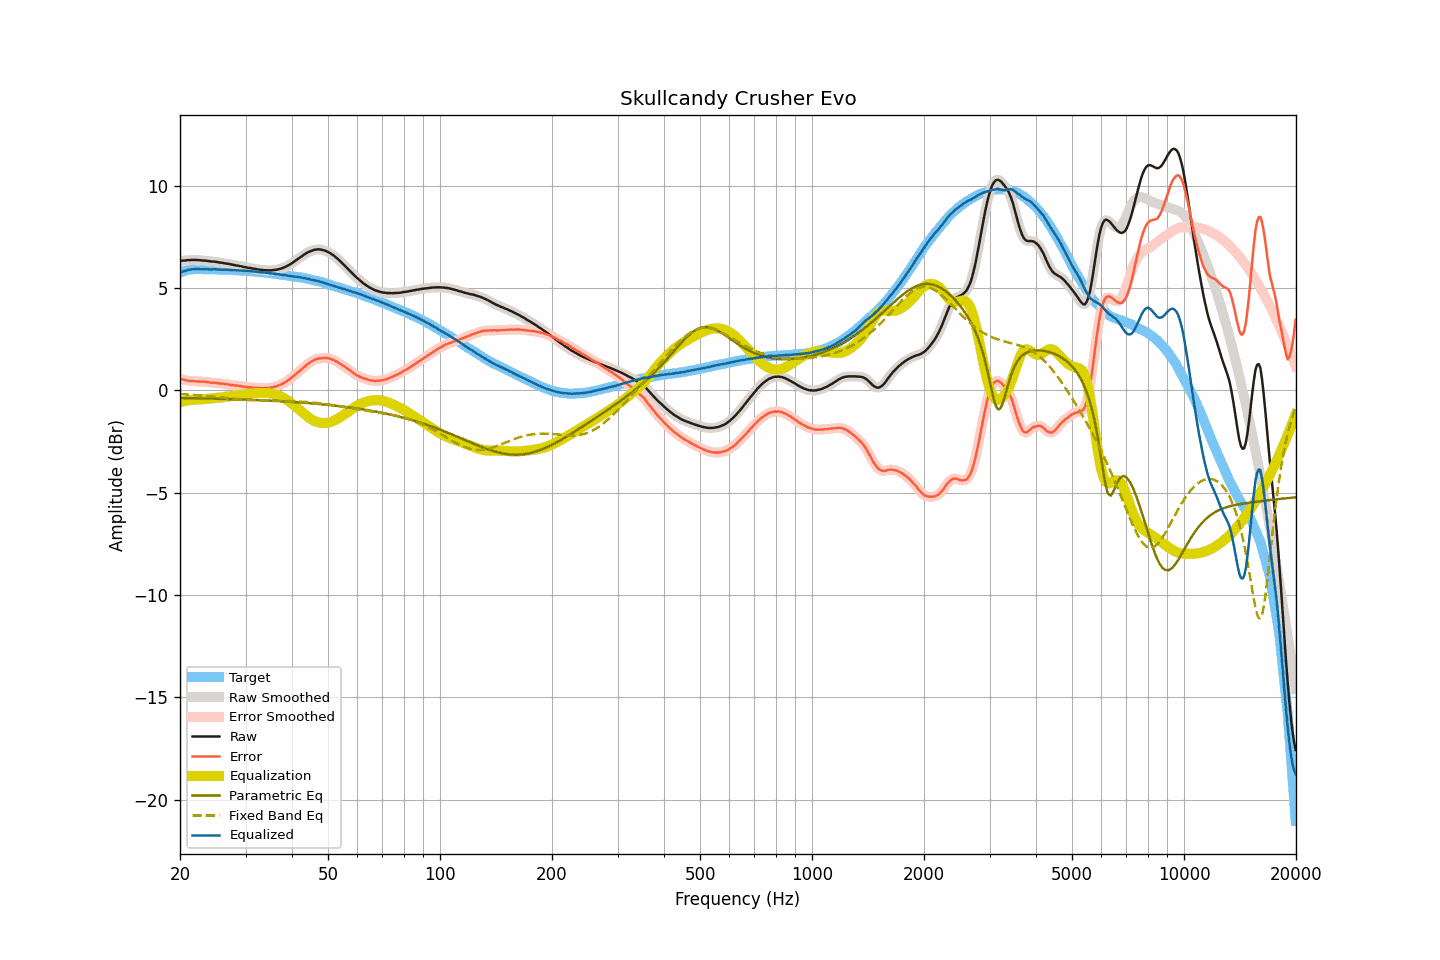 Skullcandy Crusher Evo
Amplitude (dBr)
10
5
0
−5
−10
−15
−20
Target
Raw Smoothed
Error Smoothed
Raw
Error
Equalization
Parametric Eq
Fixed Band Eq
Equalized
20 50 100 200 500 1000 2000 5000 10000 20000
Frequency (Hz)